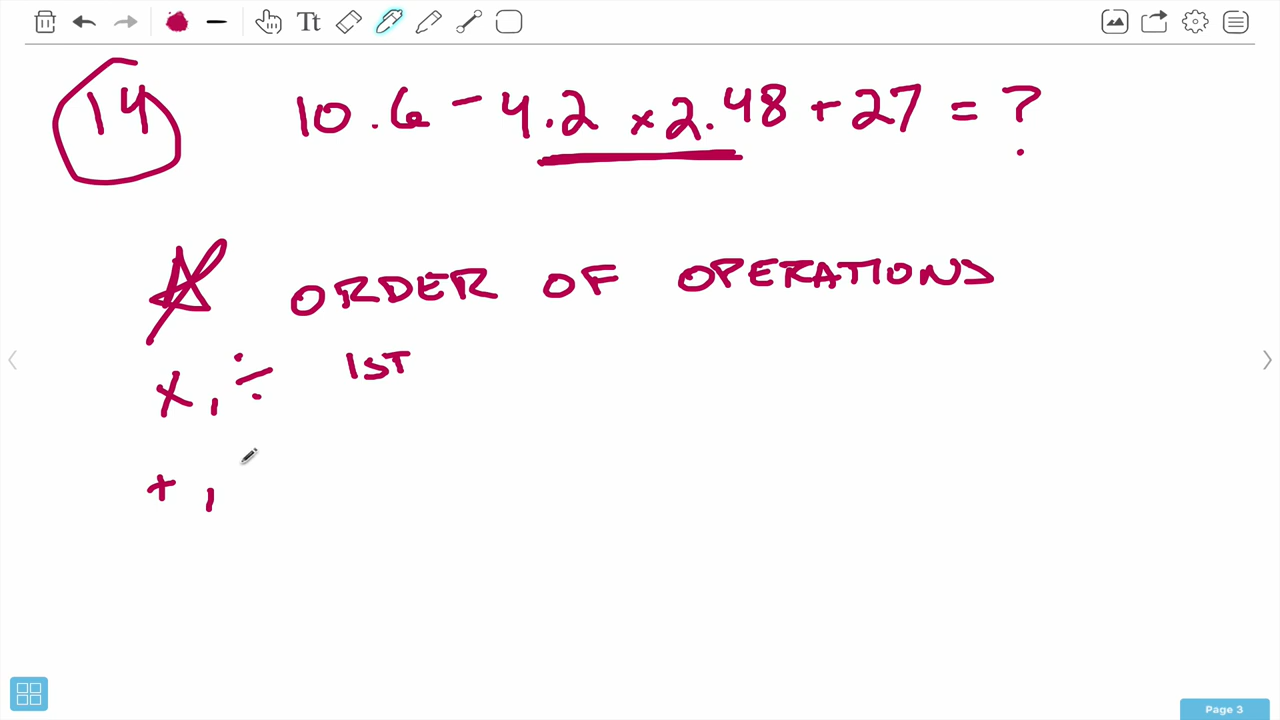 Tt
14 10.6 - 4.2 × 2.48 + 27 = ?
ORDER OF OPERATIONS
×, ÷ 1ST
+,
Page 3